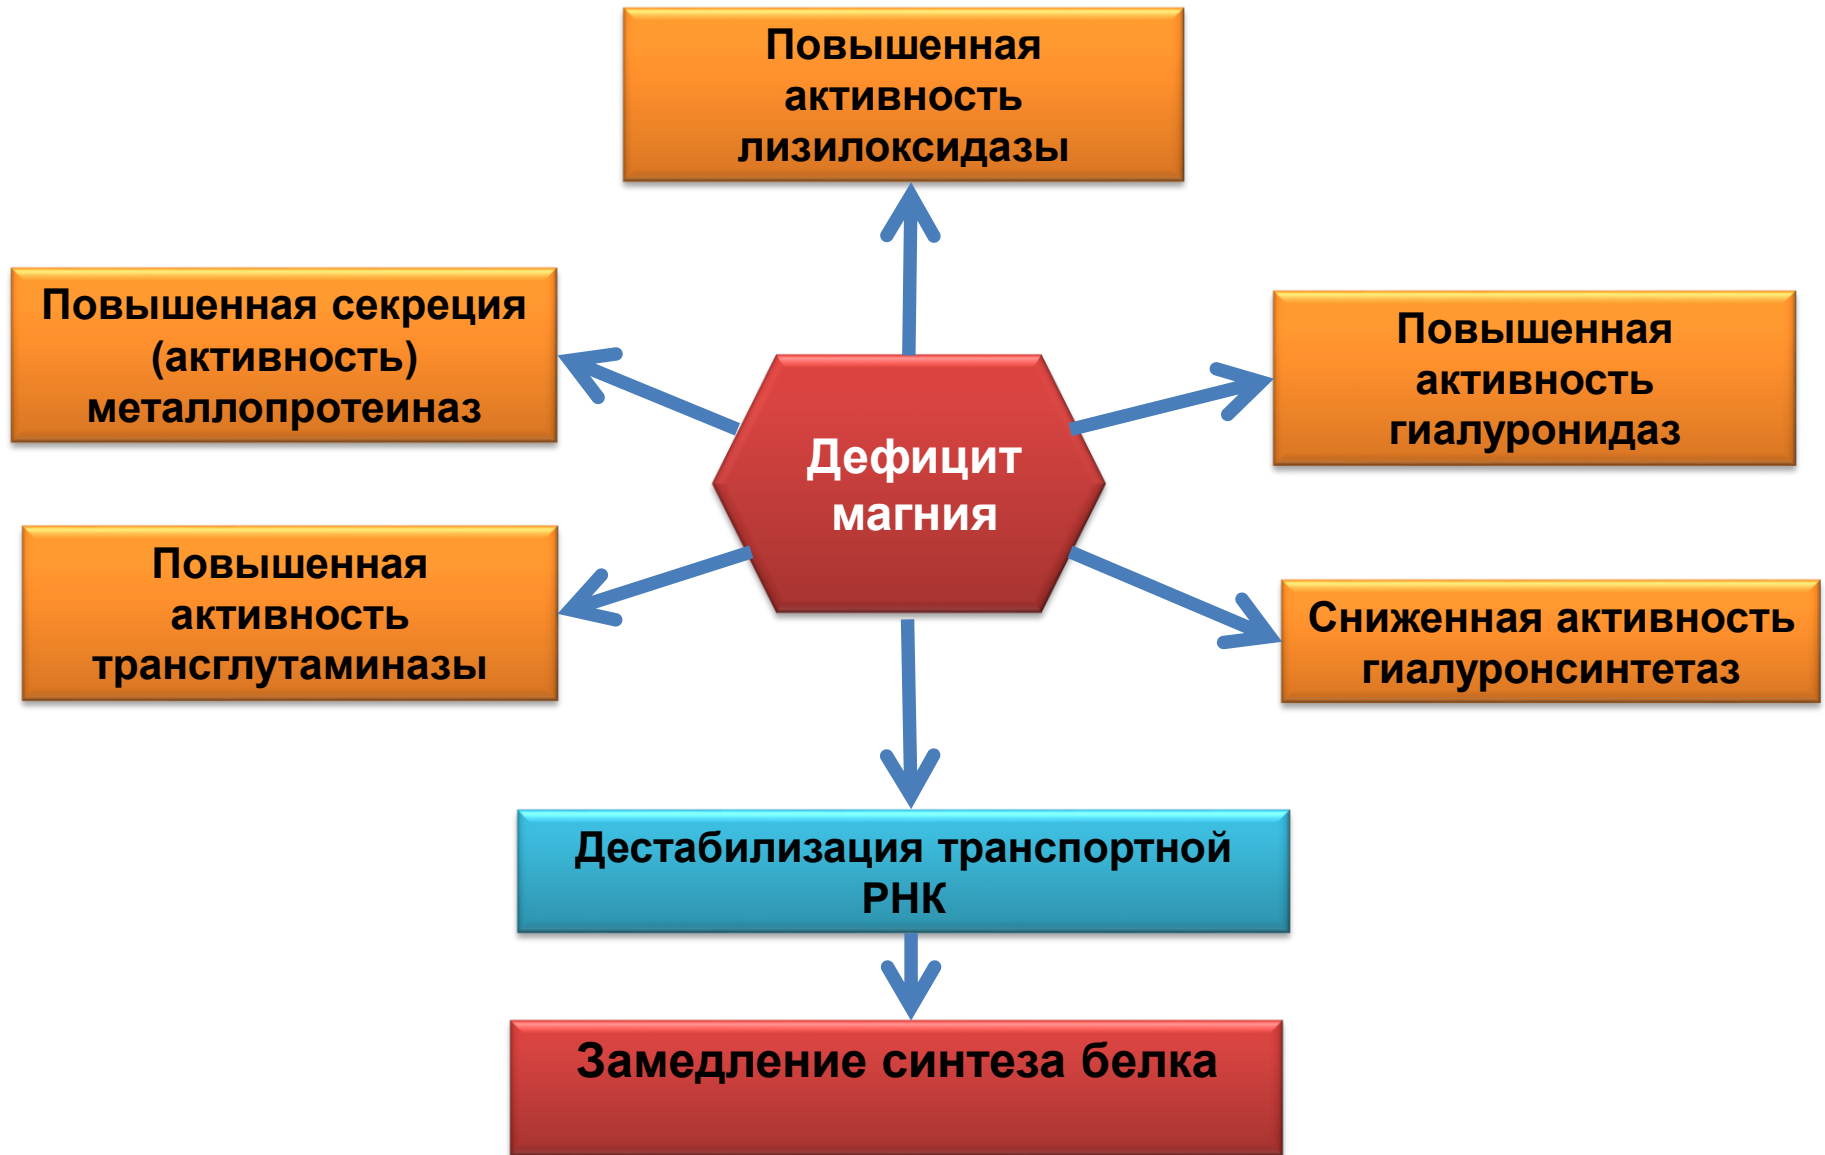 Повышенная
активность
лизилоксидазы
Повышенная секреция
(активность)
металлопротеиназ
Повышенная
активность
гиалуронидаз
Дефицит
магния
Повышенная
активность
трансглутаминазы
Сниженная активность
гиалуронсинтетаз
Дестабилизация транспортной
РНК
Замедление синтеза белка